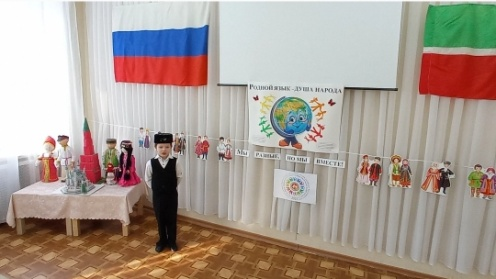 РОДНОЙ ЯЗЫК - ДУША НАРОДА
МЫ РАЗНЫЕ, НО МЫ ВМЕСТЕ!